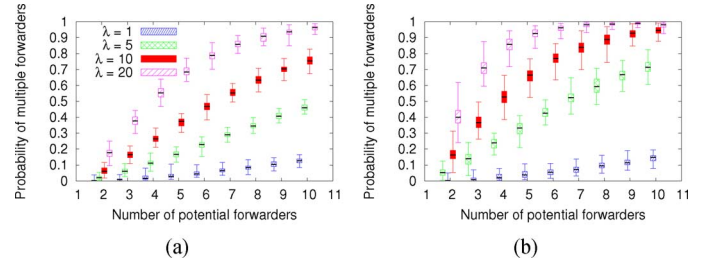 Probability of multiple forwarders
1
0.9
0.8
0.7
0.6
0.5
0.4
0.3
0.2
0.1
0
λ = 1
λ = 5
λ = 10
λ = 20
1 2 3 4 5 6 7 8 9 10 11
Number of potential forwarders
(a)
Probability of multiple forwarders
1
0.9
0.8
0.7
0.6
0.5
0.4
0.3
0.2
0.1
0
1 2 3 4 5 6 7 8 9 10 11
Number of potential forwarders
(b)